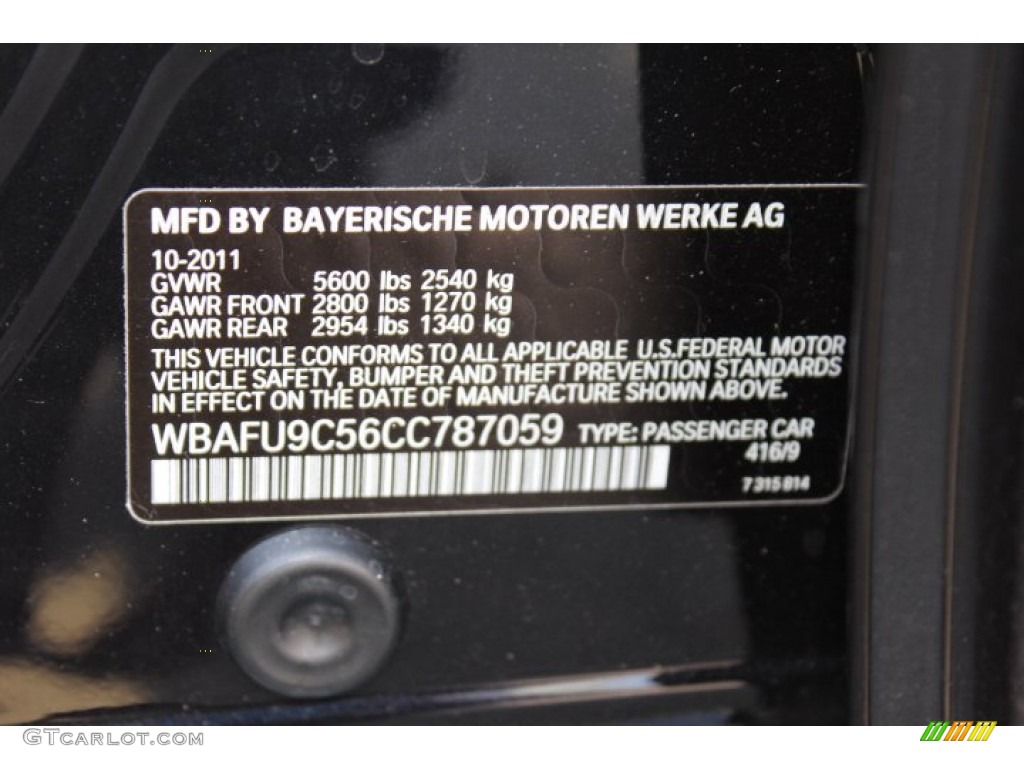 MFD BY BAYERISCHE MOTOREN WERKE AG
10-2011
GVWR 5600 lbs 2540 kg
GAWR FRONT 2800 lbs 1270 kg
GAWR REAR 2954 lbs 1340 kg
THIS VEHICLE CONFORMS TO ALL APPLICABLE U.S.FEDERAL MOTOR
VEHICLE SAFETY, BUMPER AND THEFT PREVENTION STANDARDS
IN EFFECT ON THE DATE OF MANUFACTURE SHOWN ABOVE.
WBAFU9C56CC787059 TYPE: PASSENGER CAR
416/9
7 315 814
GTCARLOT.COM